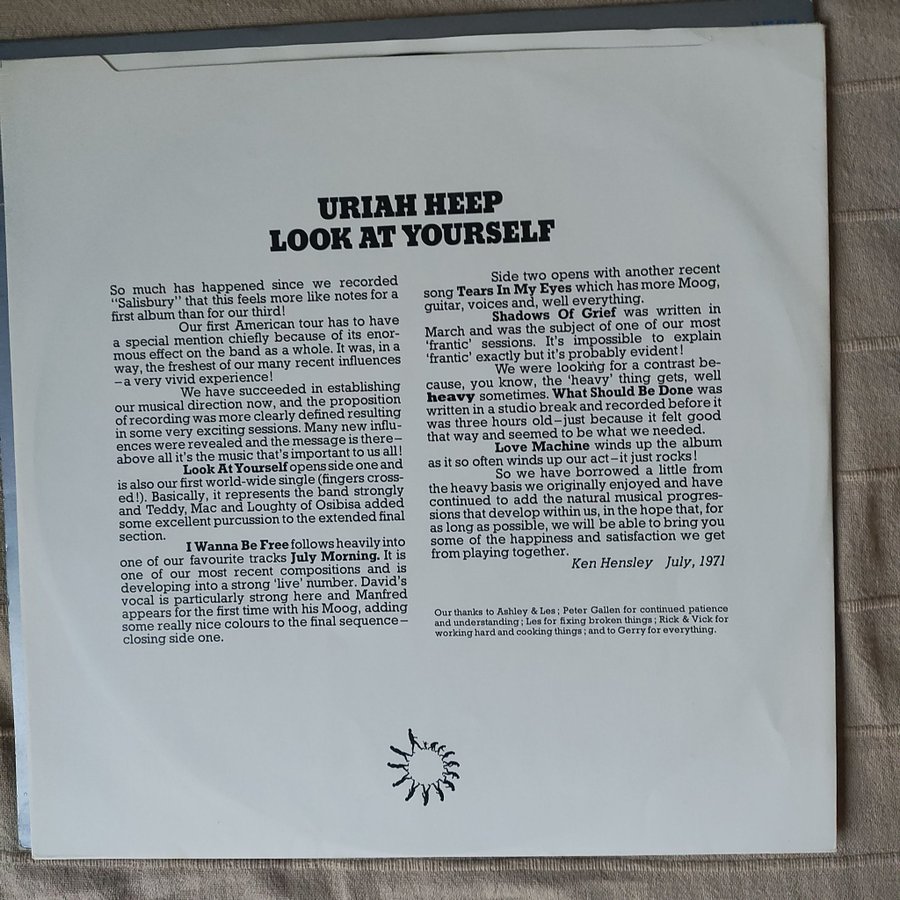 URIAH HEEP
LOOK AT YOURSELF
So much has happened since we recorded
"Salisbury" that this feels more like notes for a
first album than for our third!
Our first American tour has to have
a special mention chiefly because of its enor-
mous effect on the band as a whole. It was, in a
way, the freshest of our many recent influences
–a very vivid experience!
We have succeeded in establishing
our musical direction now, and the proposition
of recording was more clearly defined resulting
in some very exciting sessions. Many new influ-
ences were revealed and the message is there–
above all it's the music that's important to us all!
Look At Yourself opens side one and
is also our first world-wide single (fingers cross-
ed!). Basically, it represents the band strongly
and Teddy, Mac and Loughty of Osibisa added
some excellent purcussion to the extended final
section.
I Wanna Be Free follows heavily into
one of our favourite tracks July Morning. It is
one of our most recent compositions and is
developing into a strong 'live' number. David's
vocal is particularly strong here and Manfred
appears for the first time with his Moog, adding
some really nice colours to the final sequence–
closing side one.
Side two opens with another recent
song Tears In My Eyes which has more Moog,
guitar, voices and, well everything.
Shadows Of Grief was written in
March and was the subject of one of our most
'frantic' sessions. It's impossible to explain
'frantic' exactly but it's probably evident!
We were looking for a contrast be-
cause, you know, the 'heavy' thing gets, well
heavy sometimes. What Should Be Done was
written in a studio break and recorded before it
was three hours old–just because it felt good
that way and seemed to be what we needed.
Love Machine winds up the album
as it so often winds up our act–it just rocks!
So we have borrowed a little from
the heavy basis we originally enjoyed and have
continued to add the natural musical progres-
sions that develop within us, in the hope that, for
as long as possible, we will be able to bring you
some of the happiness and satisfaction we get
from playing together.
Ken Hensley July, 1971
Our thanks to Ashley & Les; Peter Gallen for continued patience
and understanding; Les for fixing broken things; Rick & Vick for
working hard and cooking things; and to Gerry for everything.